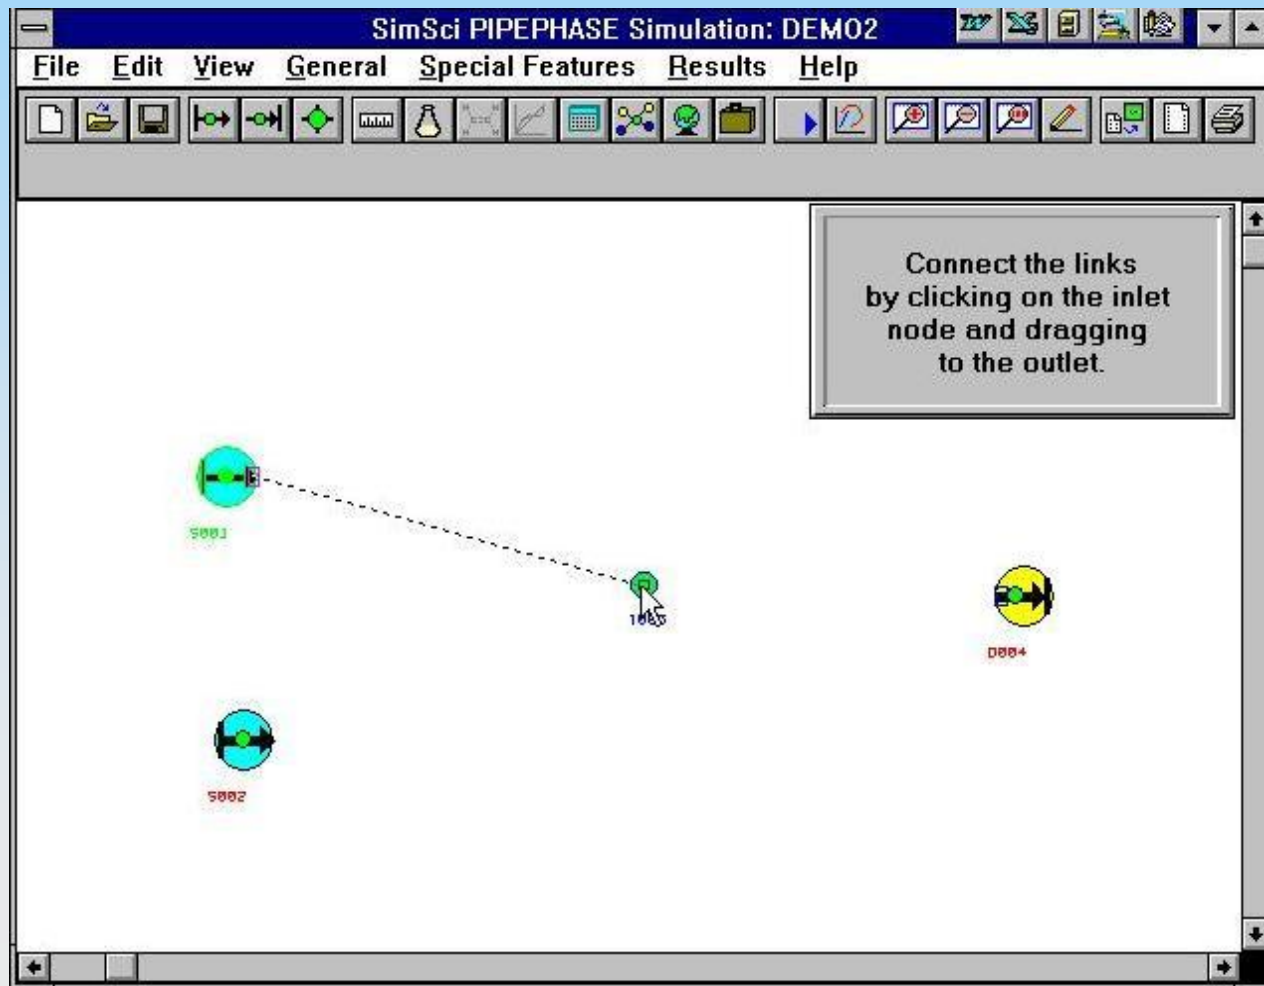 SimSci PIPEPHASE Simulation: DEMO2
File Edit View General Special Features Results Help
Connect the links
by clicking on the inlet
node and dragging
to the outlet.
S001
D004
S002